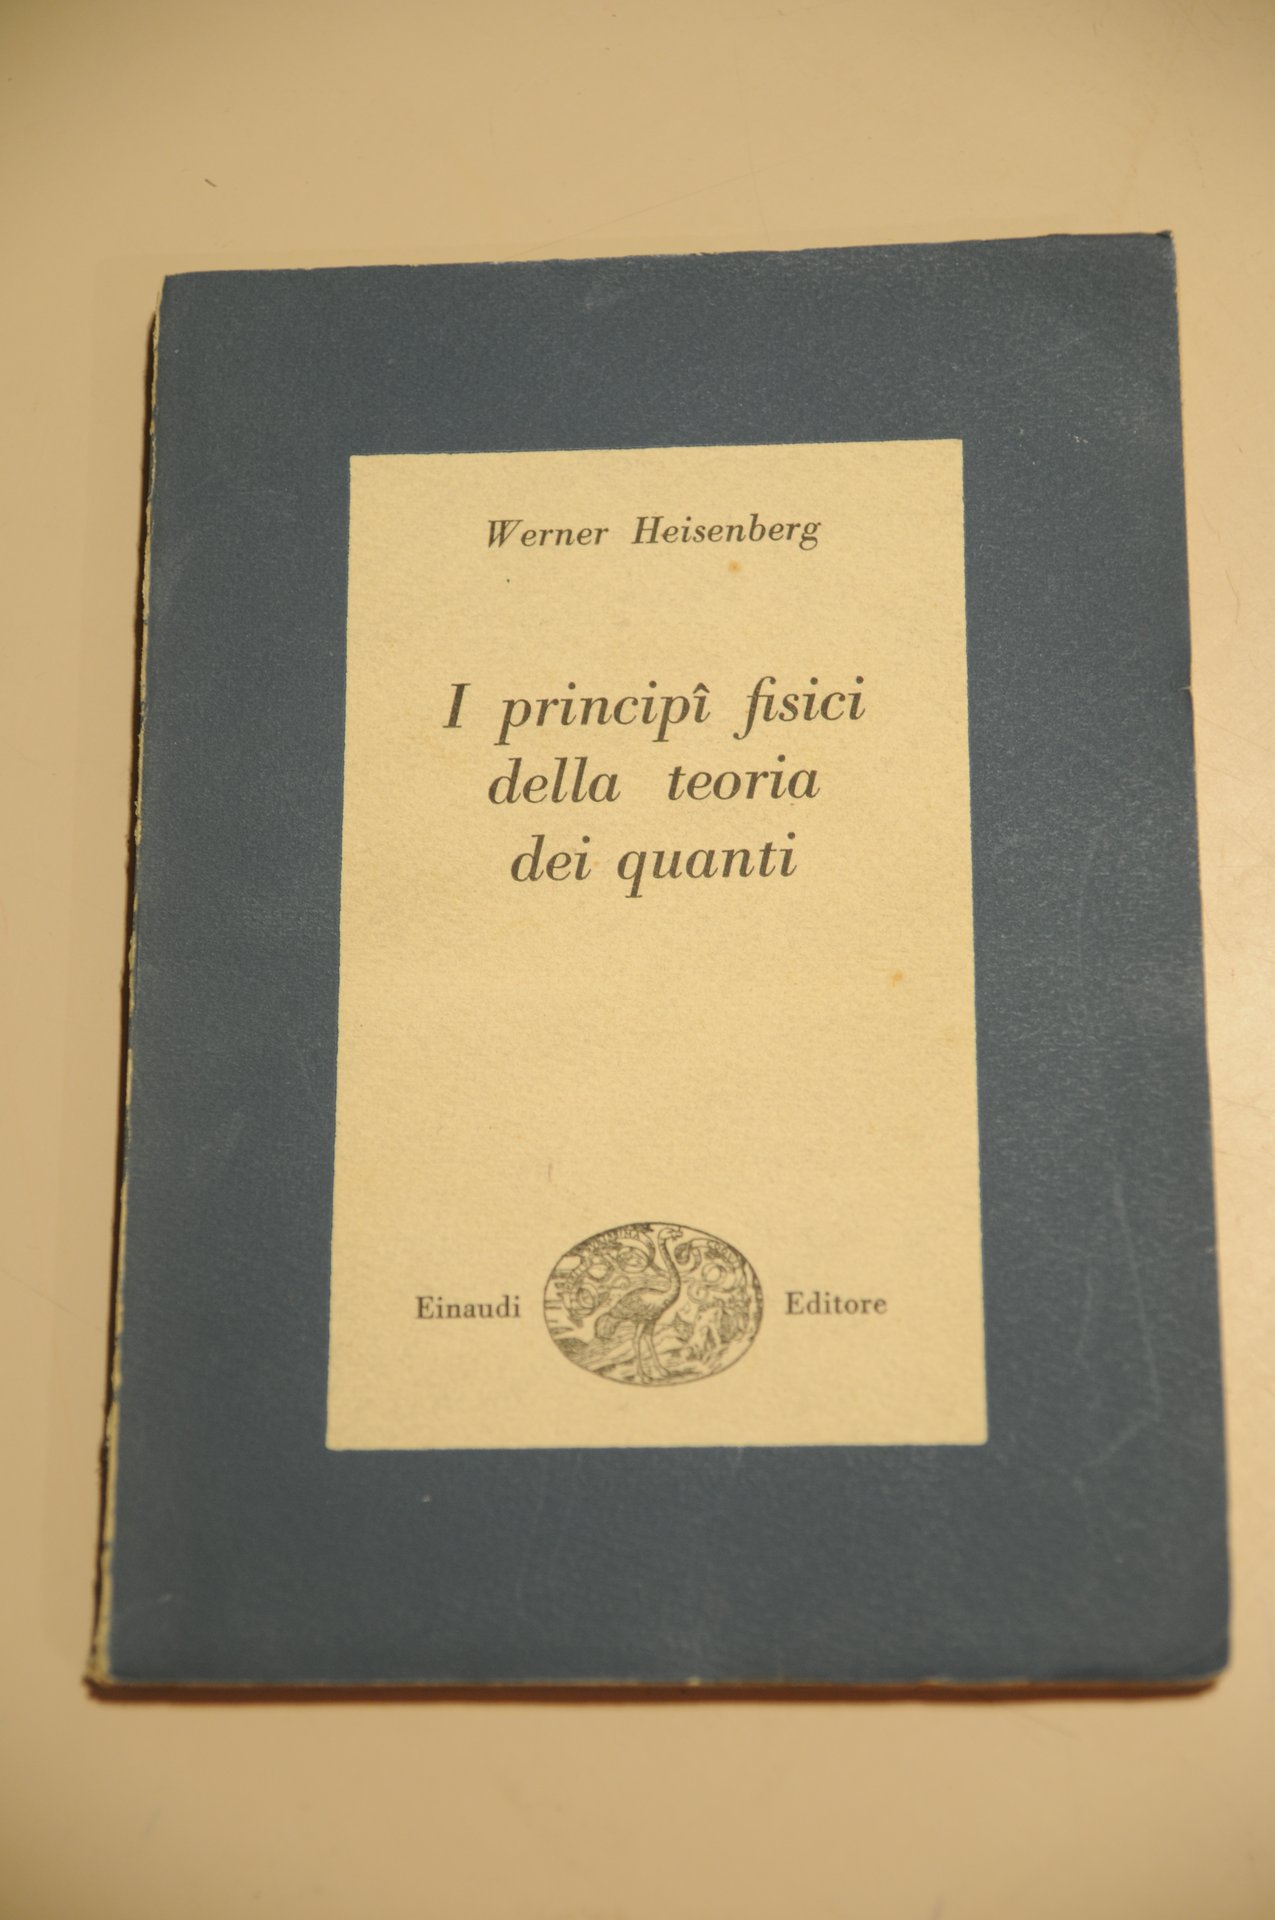 Werner Heisenberg
I principî fisici
della teoria
dei quanti
Einaudi Editore